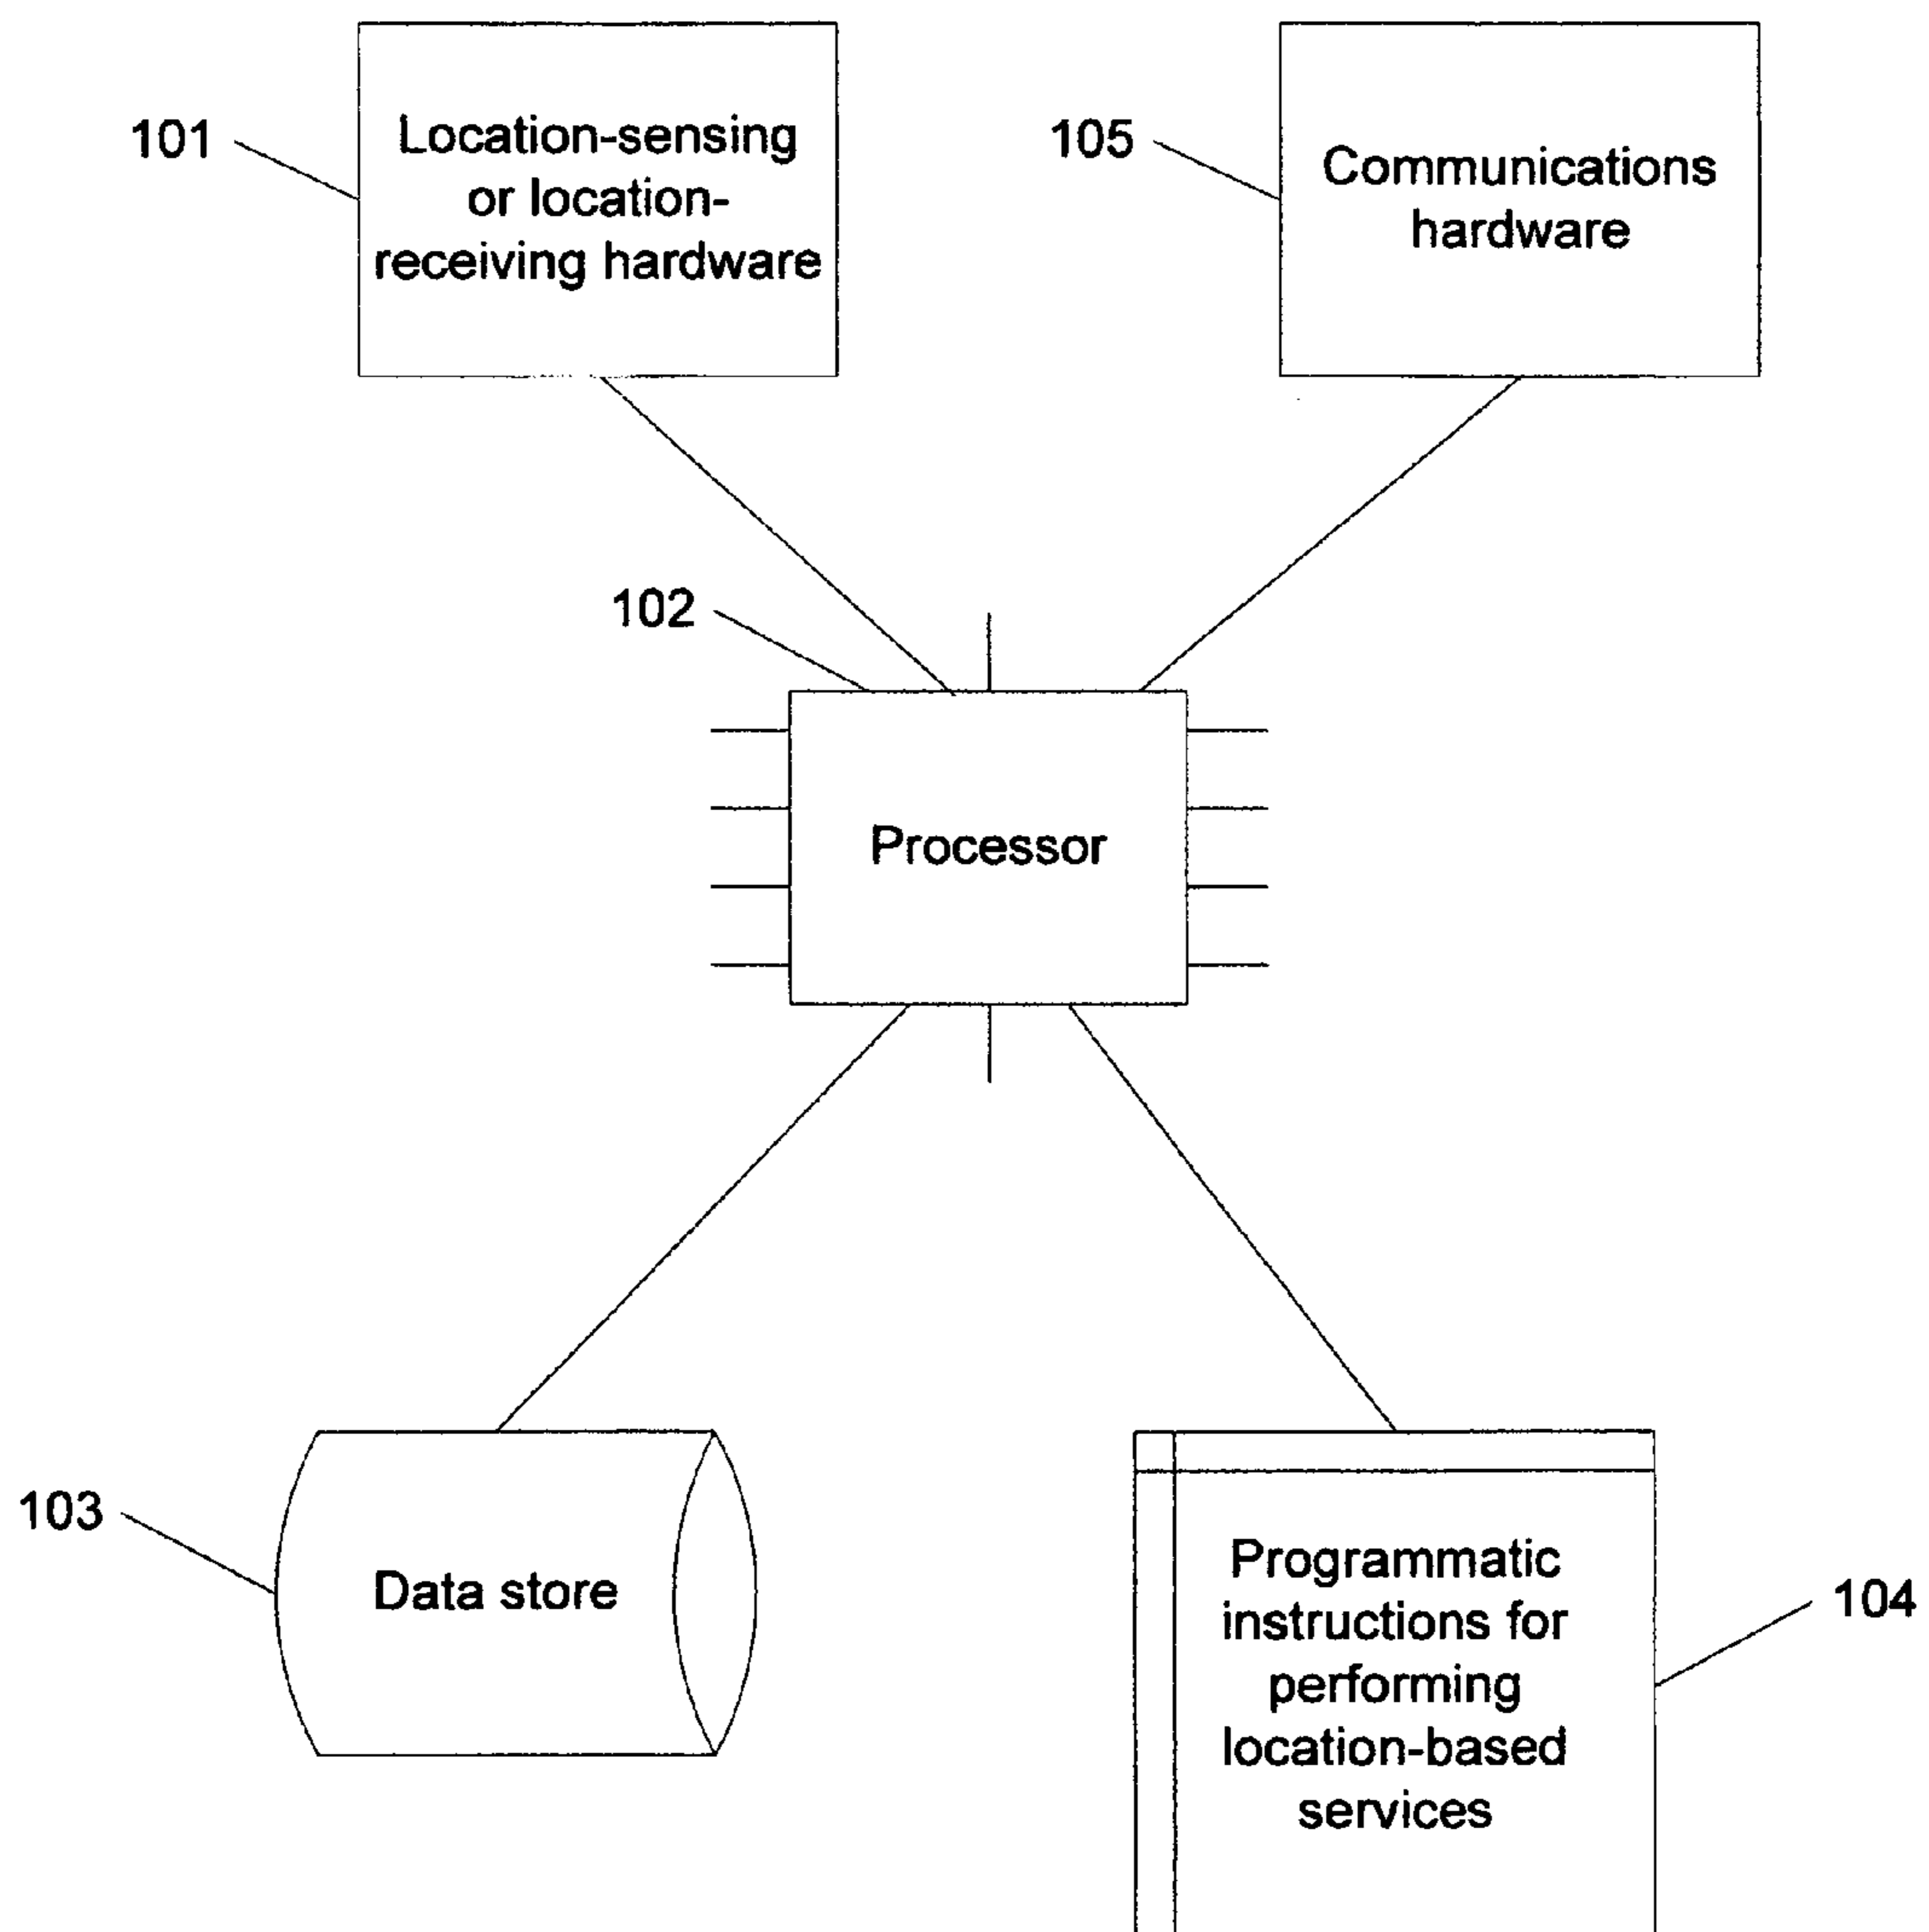 101
Location-sensing
or location-
receiving hardware
105
Communications
hardware
102
Processor
103
Data store
Programmatic
instructions for
performing
location-based
services
104